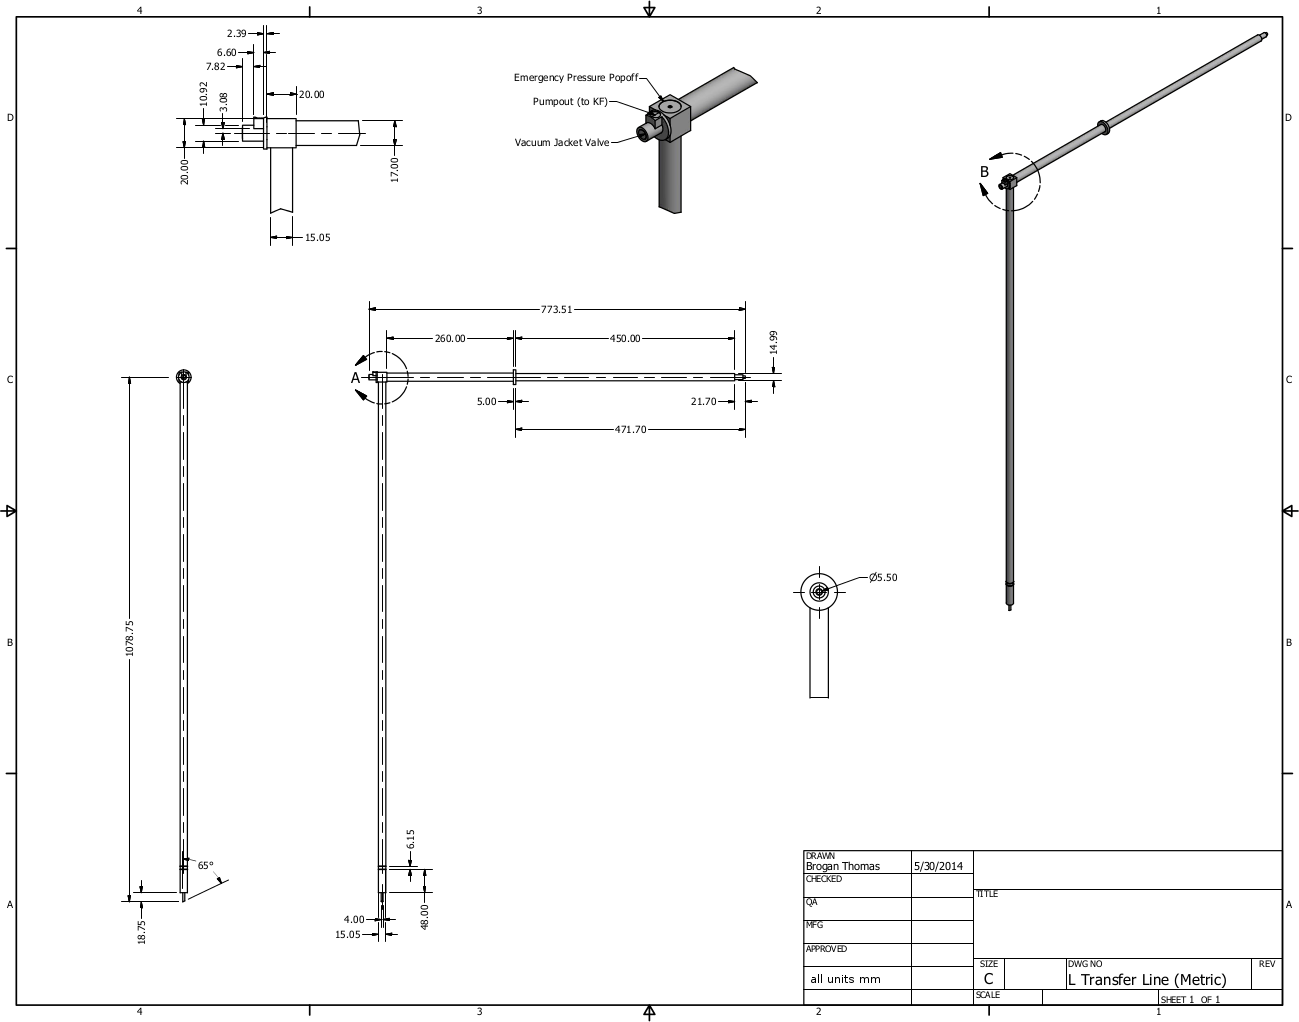 4
3
2
1
D
D
C
C
B
B
A
A
4
3
2
1
2.39
6.60
7.82
10.92
3.08
20.00
20.00
17.00
15.05
Emergency Pressure Popoff
Pumpout (to KF)
Vacuum Jacket Valve
B
773.51
260.00
450.00
14.99
A
5.00
21.70
471.70
1078.75
65°
18.75
6.15
48.00
4.00
15.05
Ø5.50
DRAWN
Brogan Thomas
5/30/2014
CHECKED
QA
MFG
APPROVED
all units mm
TITLE
SIZE
C
DWG NO
L Transfer Line (Metric)
REV
SCALE
SHEET 1 OF 1